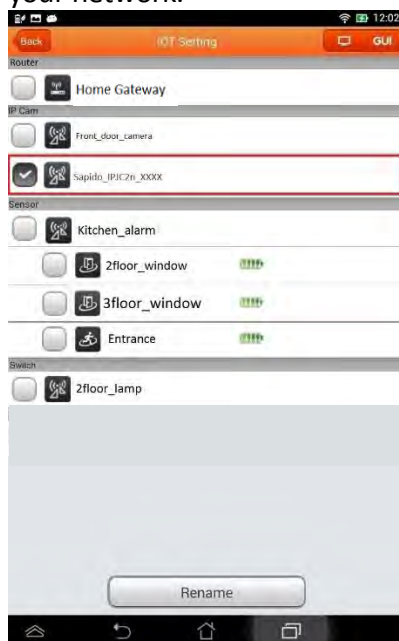 your network.
12:02
Back IOT Setting GUI
Router
Home Gateway
IP Cam
Front_door_camera
Sapido_IPJC2n_XXXX
Sensor
Kitchen_alarm
2floor_window
3floor_window
Entrance
Switch
2floor_lamp
Rename